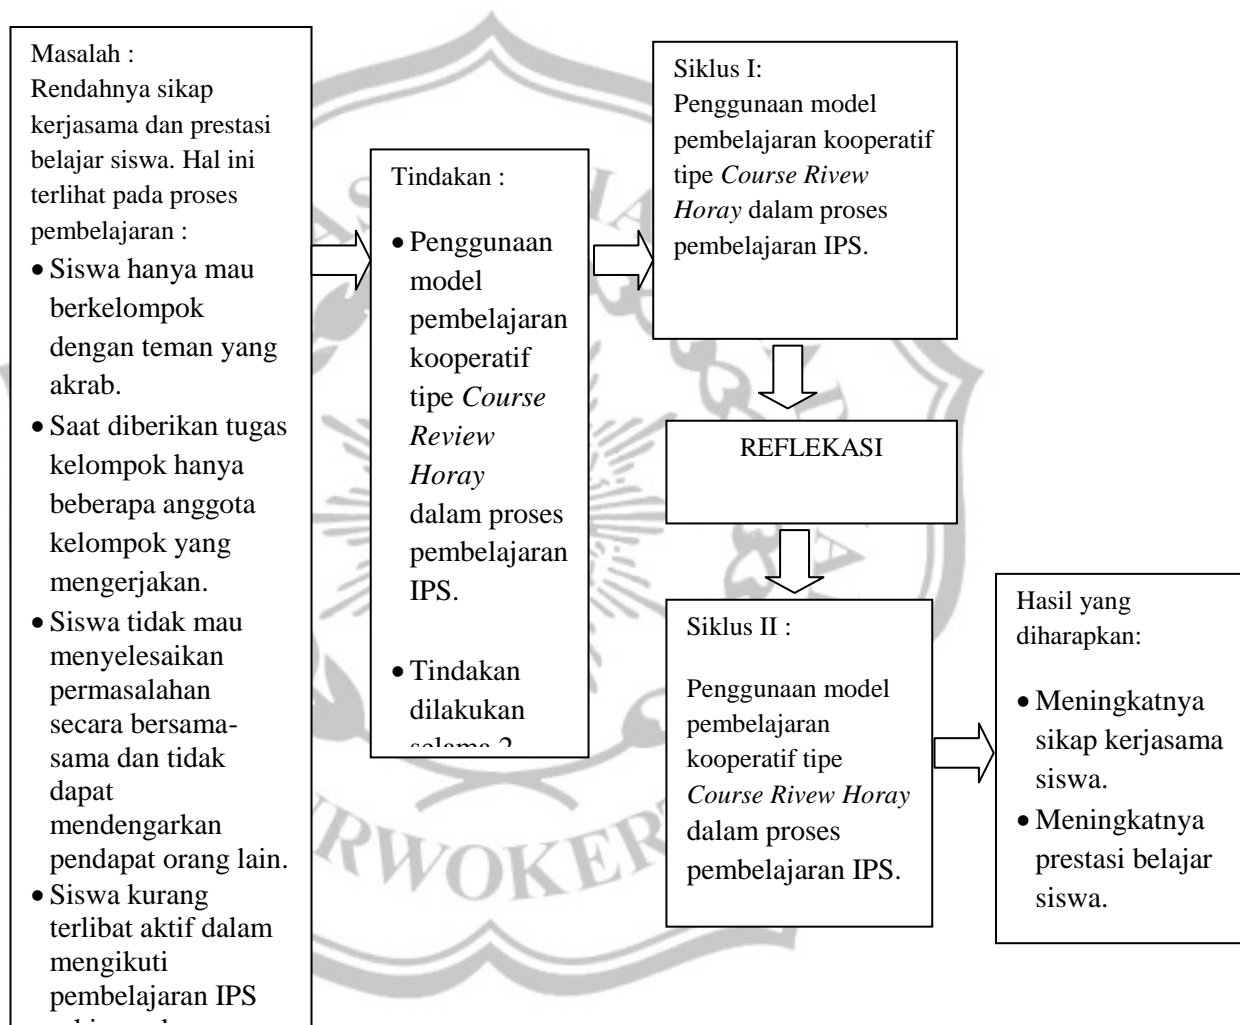 Masalah :
Rendahnya sikap
kerjasama dan prestasi
belajar siswa. Hal ini
terlihat pada proses
pembelajaran :
• Siswa hanya mau
berkelompok
dengan teman yang
akrab.
• Saat diberikan tugas
kelompok hanya
beberapa anggota
kelompok yang
mengerjakan.
• Siswa tidak mau
menyelesaikan
permasalahan
secara bersama-
sama dan tidak
dapat
mendengarkan
pendapat orang lain.
• Siswa kurang
terlibat aktif dalam
mengikuti
pembelajaran IPS
Tindakan :
• Penggunaan
model
pembelajaran
kooperatif
tipe Course
Review
Horay
dalam proses
pembelajaran
IPS.
• Tindakan
dilakukan
selama 2
Siklus I:
Penggunaan model
pembelajaran kooperatif
tipe Course Rivew
Horay dalam proses
pembelajaran IPS.
REFLEKASI
Siklus II :
Penggunaan model
pembelajaran
kooperatif tipe
Course Rivew Horay
dalam proses
pembelajaran IPS.
Hasil yang
diharapkan:
• Meningkatnya
sikap kerjasama
siswa.
• Meningkatnya
prestasi belajar
siswa.